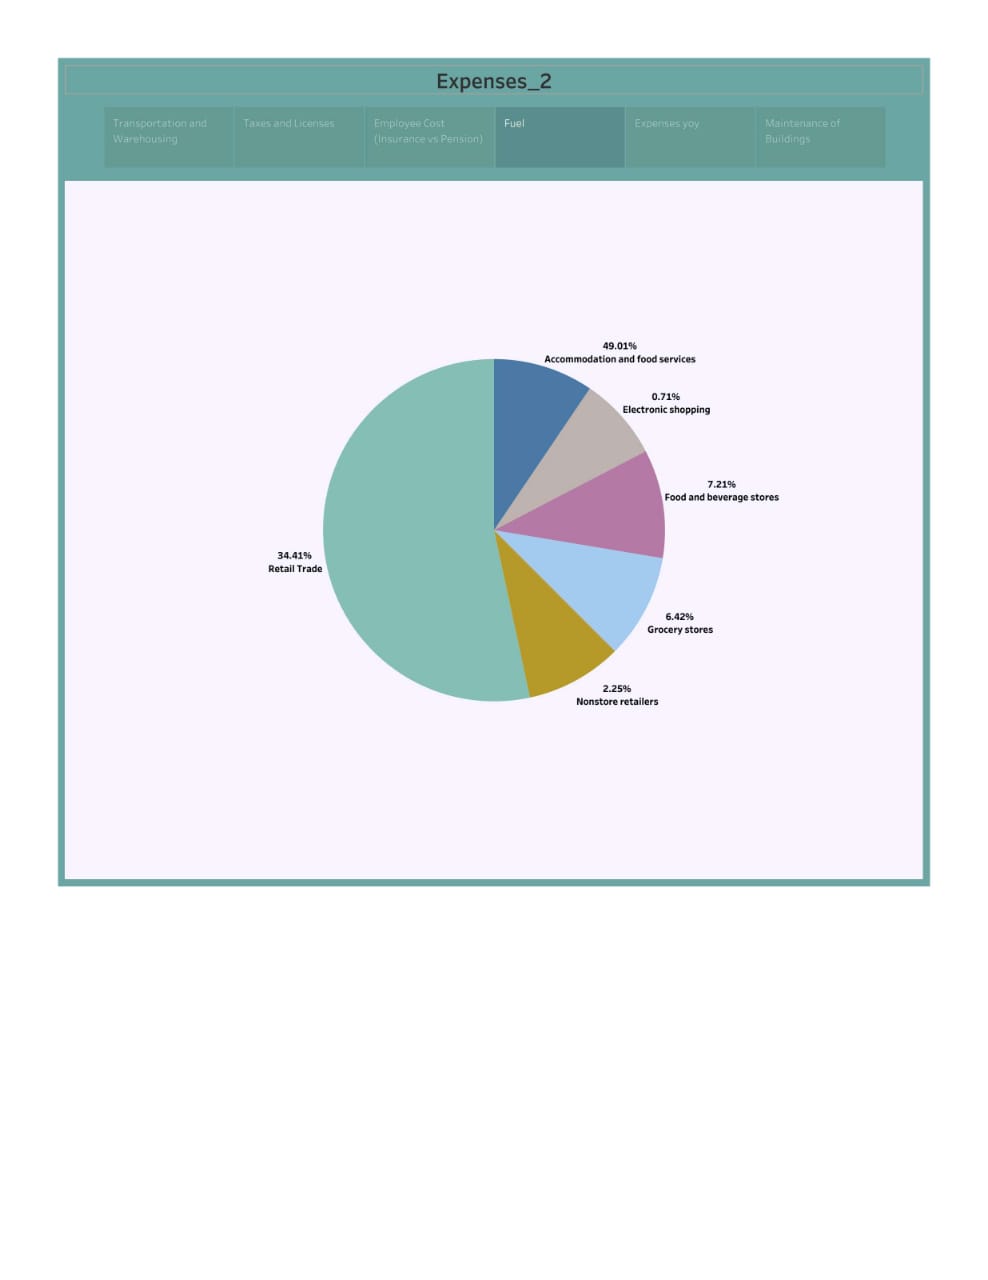 Expenses_2
Transportation and
Warehousing
Taxes and Licenses
Employee Cost
(Insurance vs Pension)
Fuel
Expenses yoy
Maintenance of
Buildings
49.01%
Accommodation and food services
0.71%
Electronic shopping
7.21%
Food and beverage stores
34.41%
Retail Trade
6.42%
Grocery stores
2.25%
Nonstore retailers